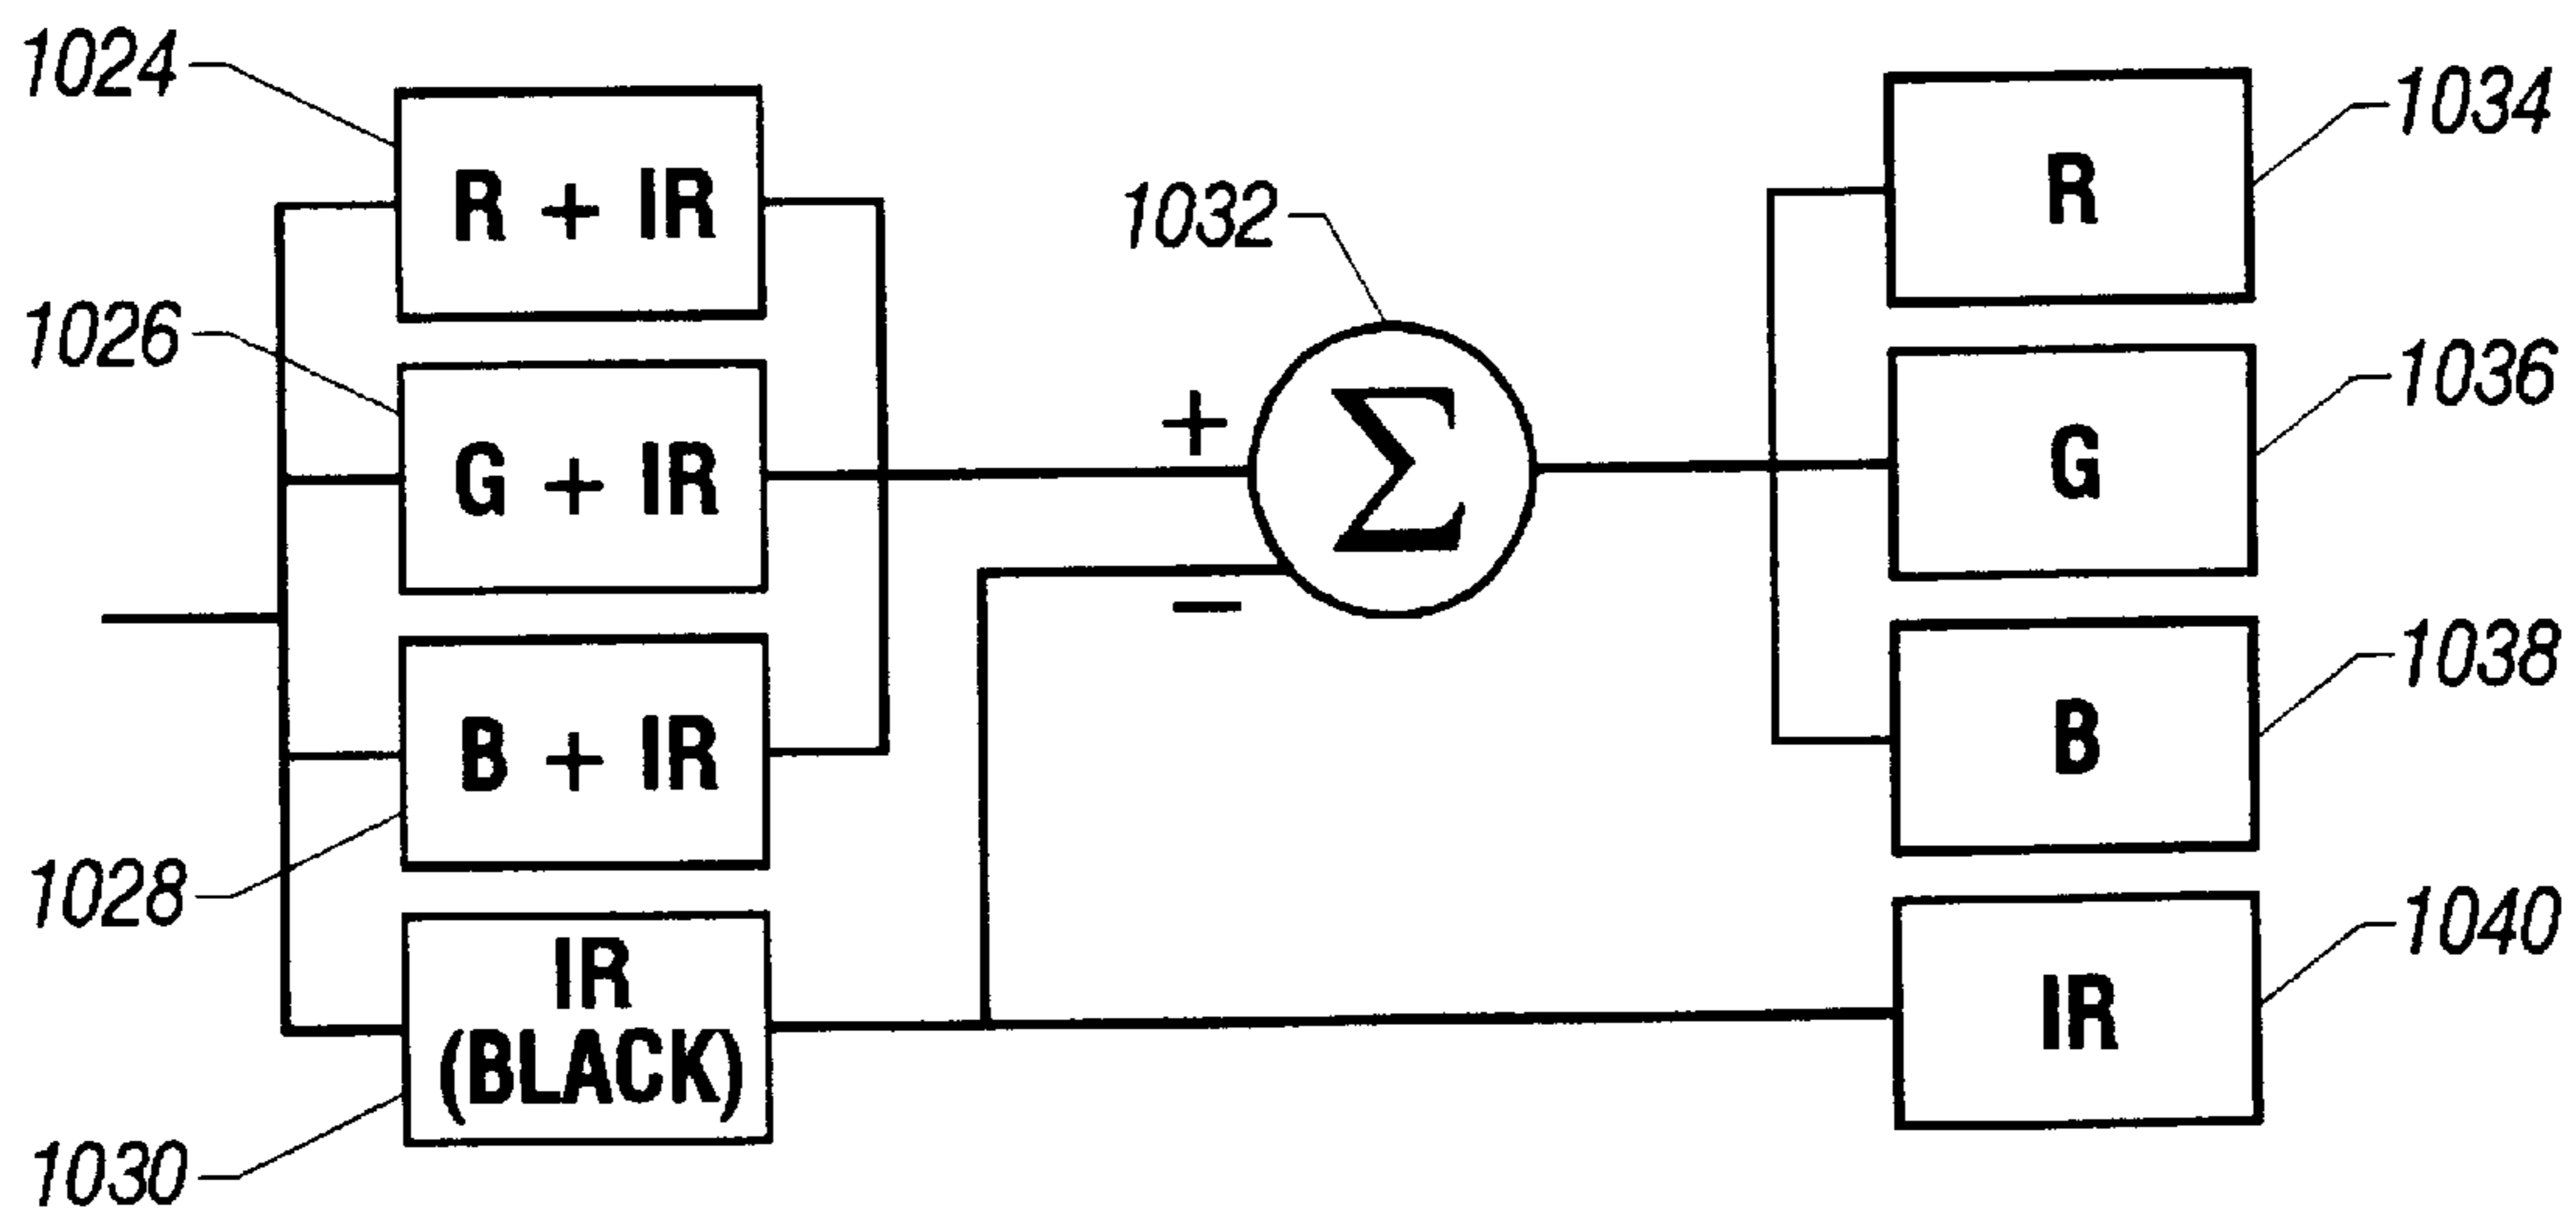 1024
R + IR
1026
G + IR
1028
B + IR
1030
IR
(BLACK)
1032
+
Σ
−
1034
R
1036
G
1038
B
1040
IR